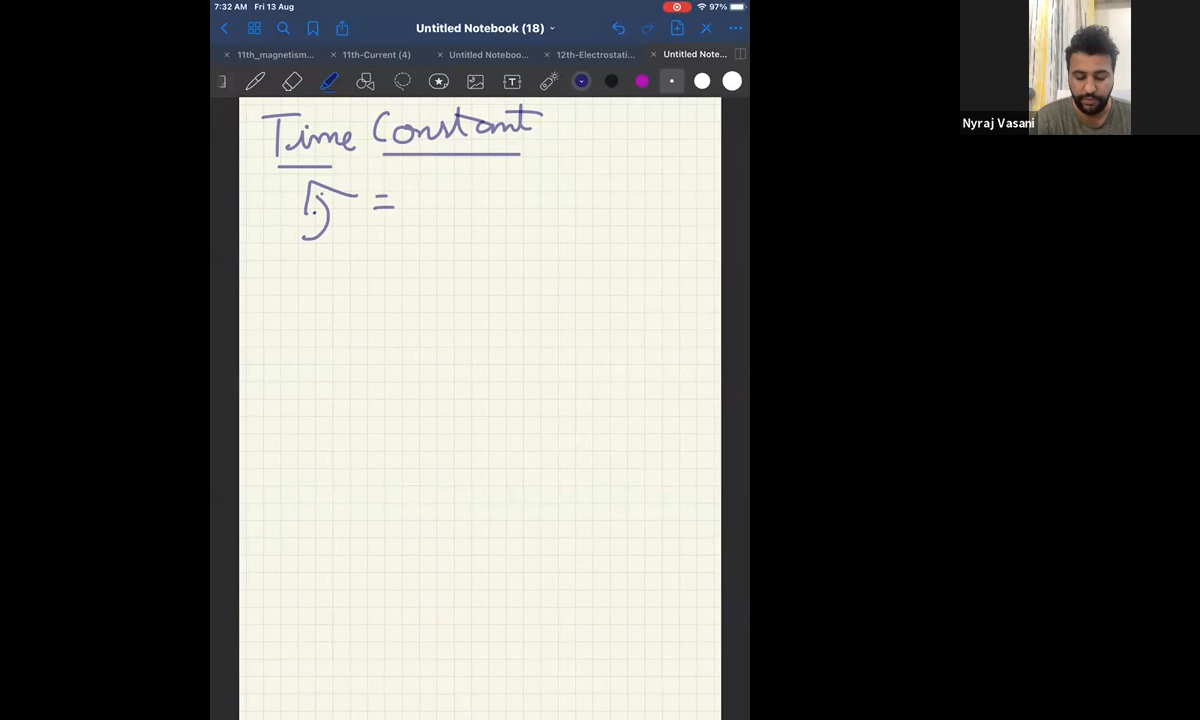 7:32 AM Fri 13 Aug 97%
Untitled Notebook (18)
11th_magnetism... 11th-Current (4) Untitled Noteboo... 12th-Electrostati... Untitled Note...
Time Constant
=
Nyraj Vasani